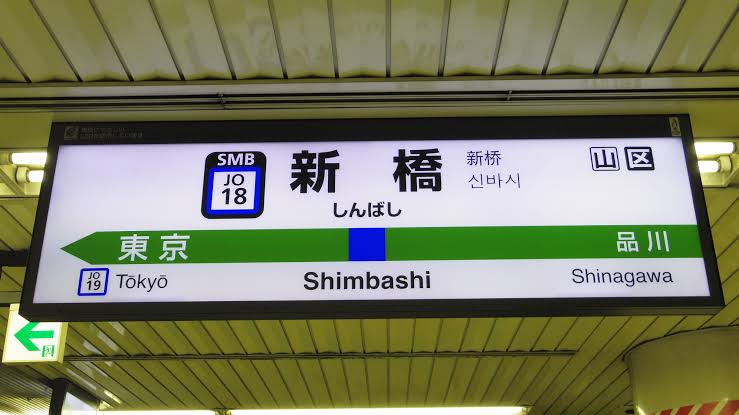 SMB
JO
18
新橋
しんばし
新桥
신바시
山 区
東京
品川
JO
19
Tōkyō
Shimbashi
Shinagawa